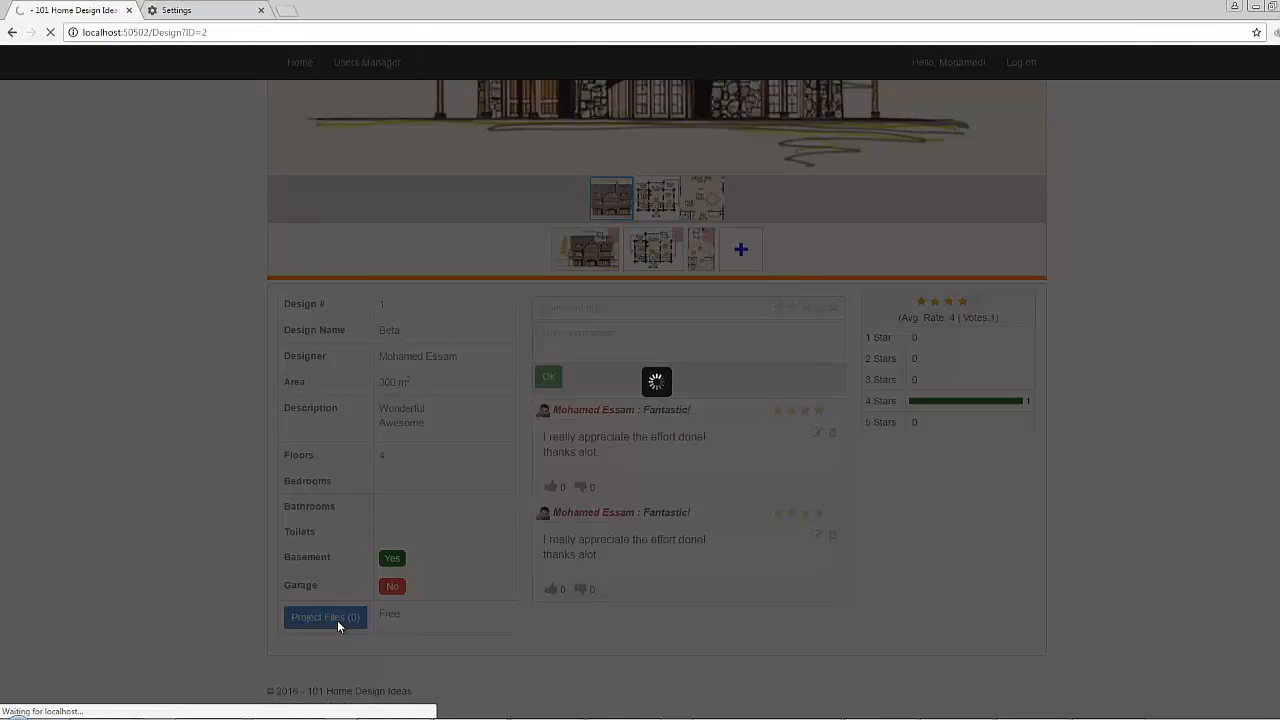 - 101 Home Design Ideas
Settings
localhost:50502/Design?ID=2
Home Users Manager Hello, Mohamed! Log off
Design # 1
Design Name Beta
Designer Mohamed Essam
Area 300 m2
Description Wonderful
Awesome
Floors 4
Bedrooms
Bathrooms
Toilets
Basement Yes
Garage No
Project Files (0) Free
OK
Mohamed Essam : Fantastic!
I really appreciate the effort done!
thanks alot.
0 0
Mohamed Essam : Fantastic!
I really appreciate the effort done!
thanks alot
0 0
(Avg. Rate. 4 | Votes:1)
1 Star 0
2 Stars 0
3 Stars 0
4 Stars 1
5 Stars 0
© 2016 - 101 Home Design Ideas
Waiting for localhost...